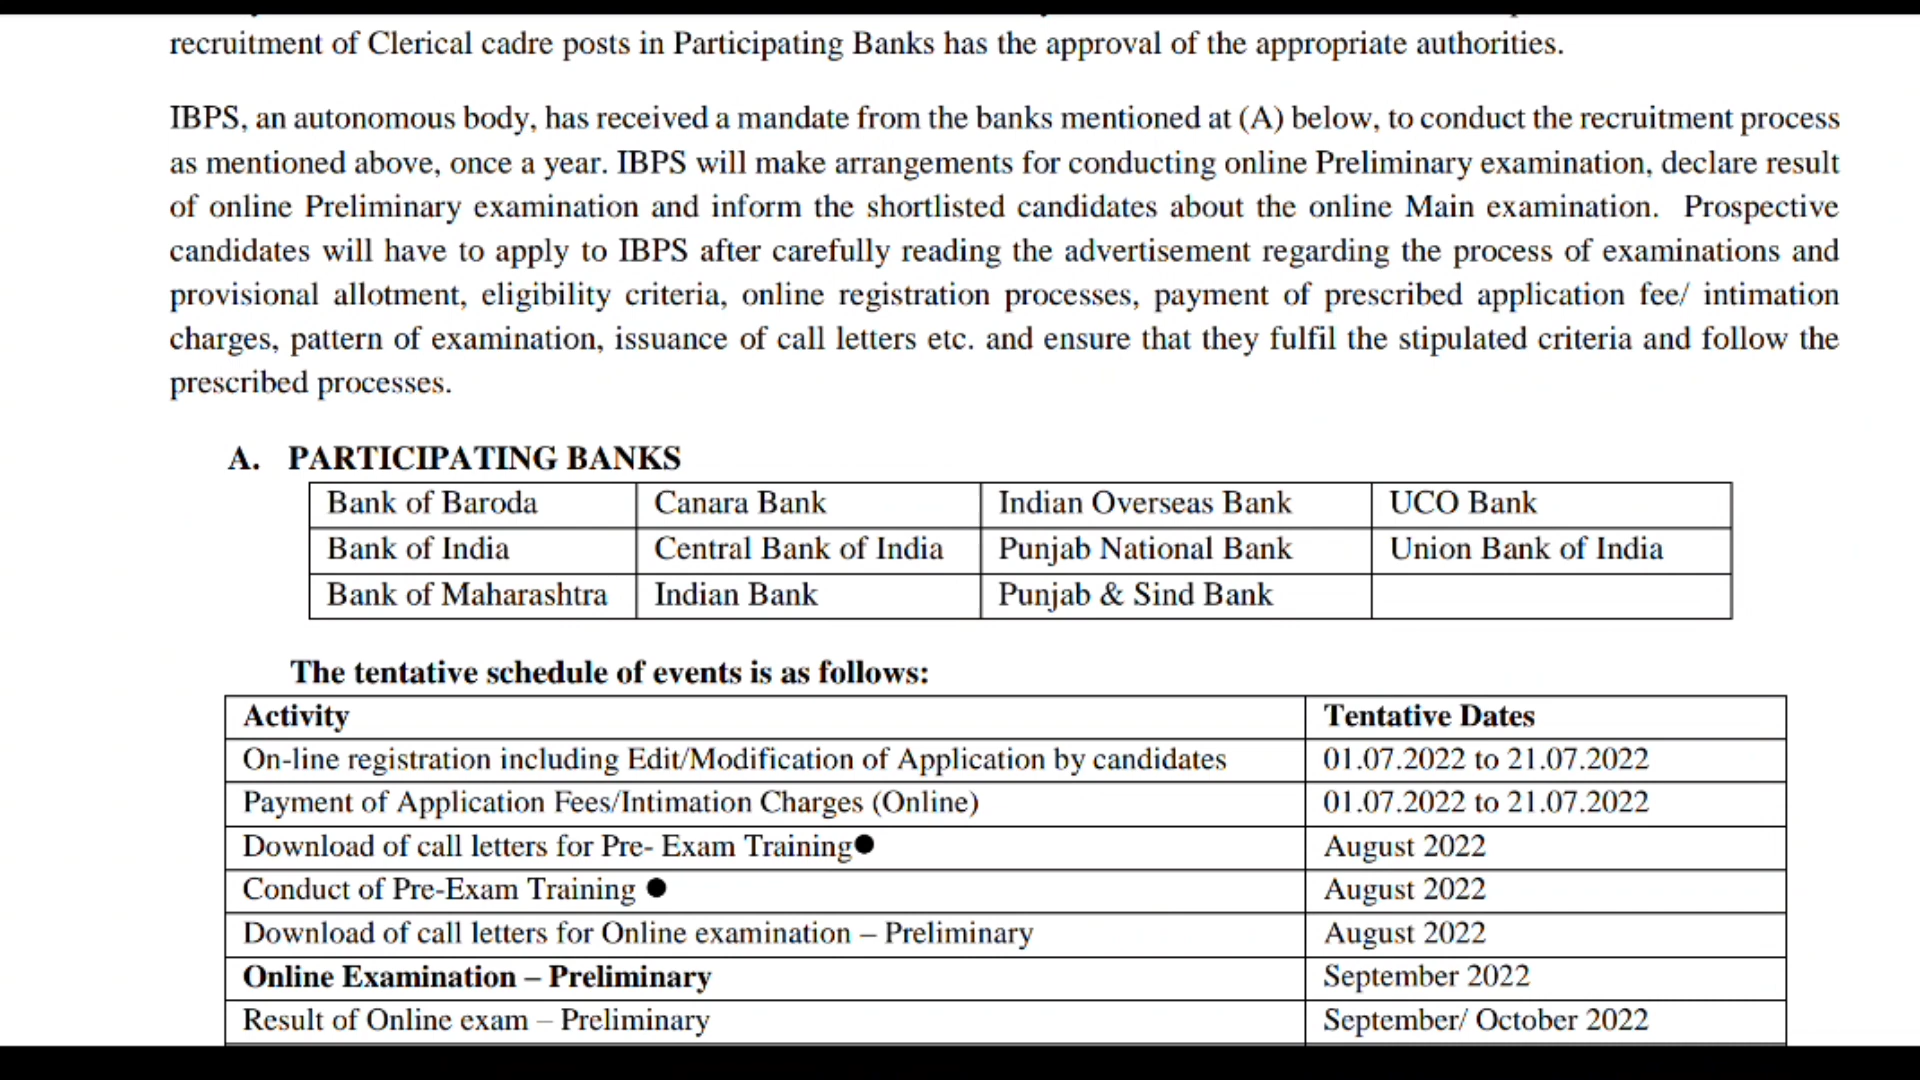 recruitment of Clerical cadre posts in Participating Banks has the approval of the appropriate authorities.
IBPS, an autonomous body, has received a mandate from the banks mentioned at (A) below, to conduct the recruitment process
as mentioned above, once a year. IBPS will make arrangements for conducting online Preliminary examination, declare result
of online Preliminary examination and inform the shortlisted candidates about the online Main examination. Prospective
candidates will have to apply to IBPS after carefully reading the advertisement regarding the process of examinations and
provisional allotment, eligibility criteria, online registration processes, payment of prescribed application fee/ intimation
charges, pattern of examination, issuance of call letters etc. and ensure that they fulfil the stipulated criteria and follow the
prescribed processes.
A. PARTICIPATING BANKS
Bank of Baroda Canara Bank Indian Overseas Bank UCO Bank
Bank of India Central Bank of India Punjab National Bank Union Bank of India
Bank of Maharashtra Indian Bank Punjab & Sind Bank
The tentative schedule of events is as follows:
Activity Tentative Dates
On-line registration including Edit/Modification of Application by candidates 01.07.2022 to 21.07.2022
Payment of Application Fees/Intimation Charges (Online) 01.07.2022 to 21.07.2022
Download of call letters for Pre- Exam Training● August 2022
Conduct of Pre-Exam Training ● August 2022
Download of call letters for Online examination – Preliminary August 2022
Online Examination – Preliminary September 2022
Result of Online exam – Preliminary September/ October 2022